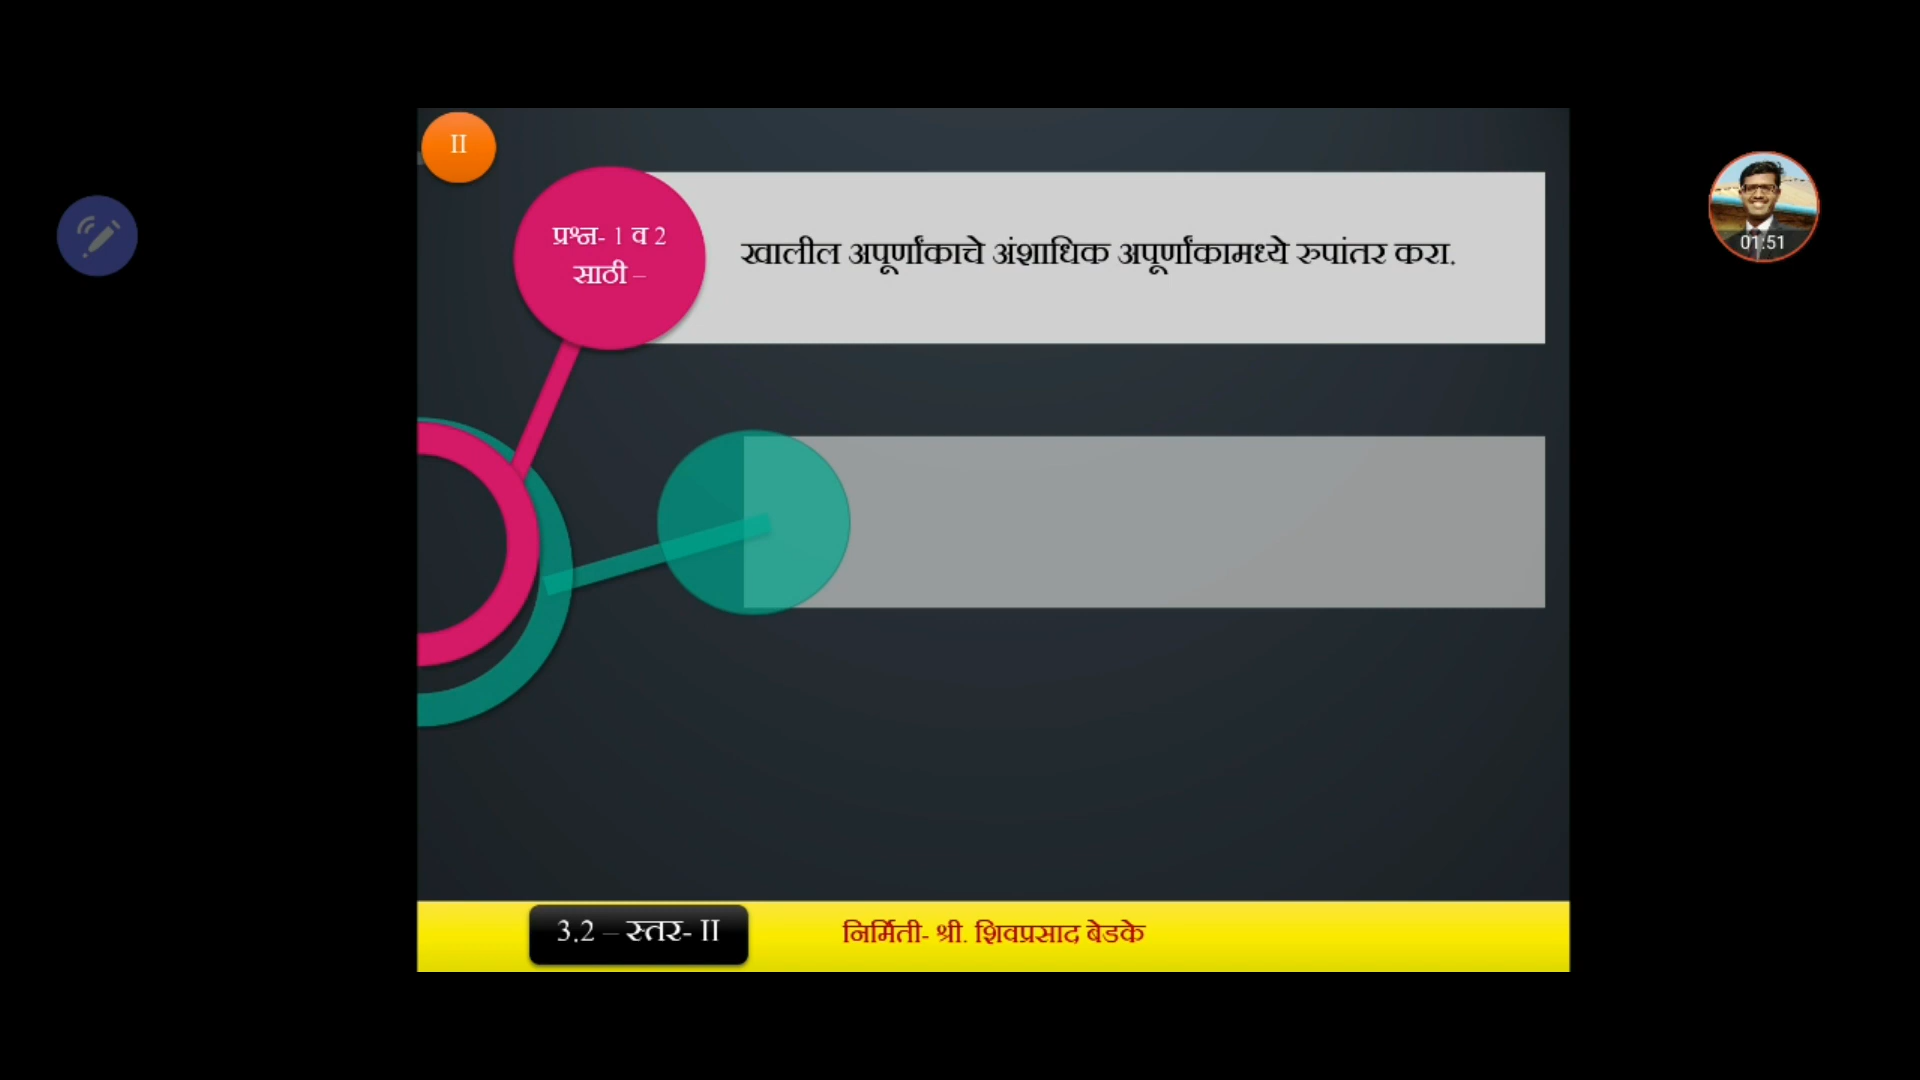 II
प्रश्न- 1 व 2
साठी –
खालील अपूर्णांकाचे अंशाधिक अपूर्णांकामध्ये रुपांतर करा.
01:51
3.2 – स्तर- II
निर्मिती- श्री. शिवप्रसाद बेडके